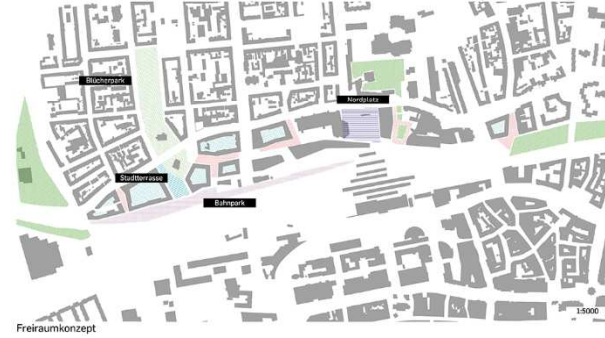 Blücherpark
Nordplatz
Stadtterrasse
Bahnpark
1:5000
Freiraumkonzept